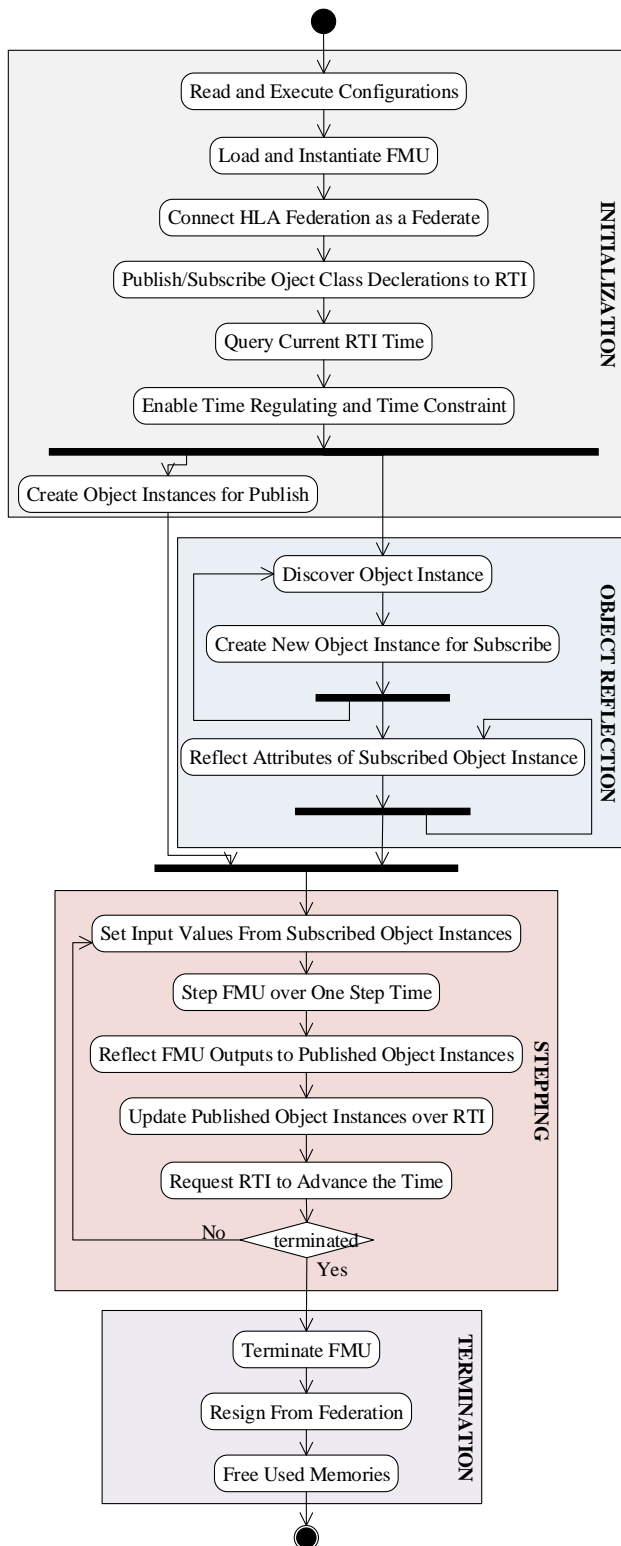 Read and Execute Configurations
Load and Instantiate FMU
Connect HLA Federation as a Federate
Publish/Subscribe Oject Class Declerations to RTI
Query Current RTI Time
Enable Time Regulating and Time Constraint
Create Object Instances for Publish
INITIALIZATION
Discover Object Instance
Create New Object Instance for Subscribe
Reflect Attributes of Subscribed Object Instance
OBJECT REFLECTION
Set Input Values From Subscribed Object Instances
Step FMU over One Step Time
Reflect FMU Outputs to Published Object Instances
Update Published Object Instances over RTI
Request RTI to Advance the Time
No
terminated
Yes
STEPPING
Terminate FMU
Resign From Federation
Free Used Memories
TERMINATION